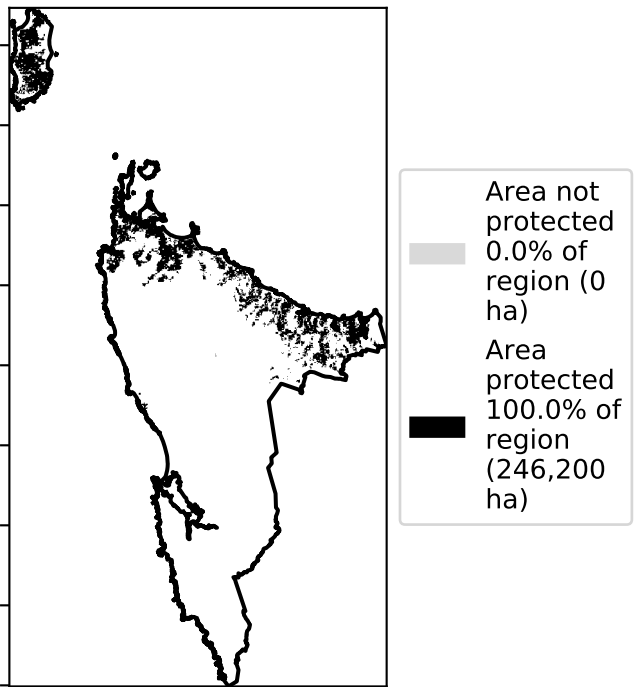 Area not
protected
0.0% of
region (0
ha)
Area
protected
100.0% of
region
(246,200
ha)